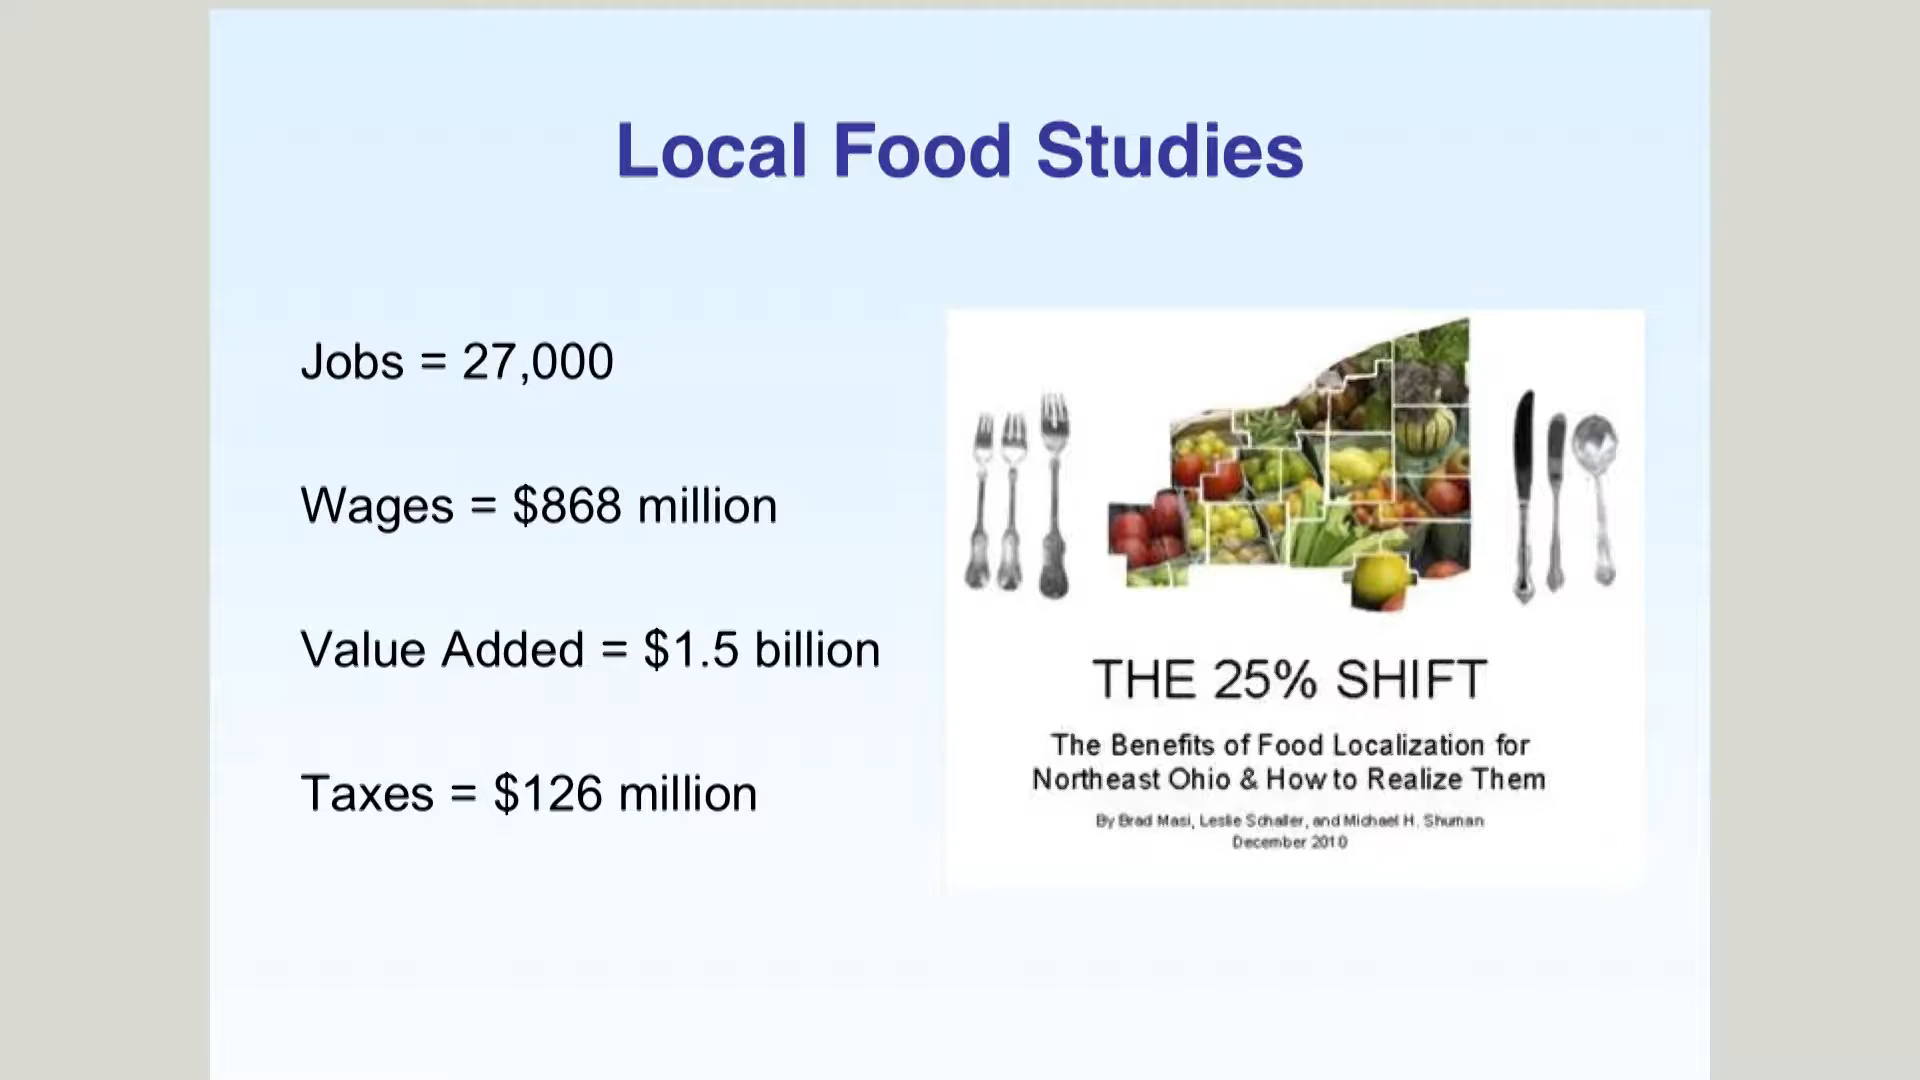 Local Food Studies
Jobs = 27,000
Wages = $868 million
Value Added = $1.5 billion
Taxes = $126 million
THE 25% SHIFT
The Benefits of Food Localization for
Northeast Ohio & How to Realize Them
By Brad Masi, Leslie Schaller, and Michael H. Shuman
December 2010